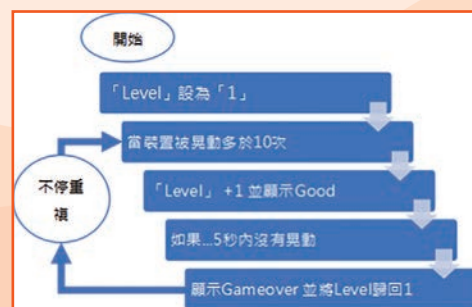 開始
「Level」設為「1」
當裝置被晃動多於10次
「Level」 +1 並顯示Good
如果...5秒內沒有晃動
顯示Gameover 並將Level歸回1
不停重
複